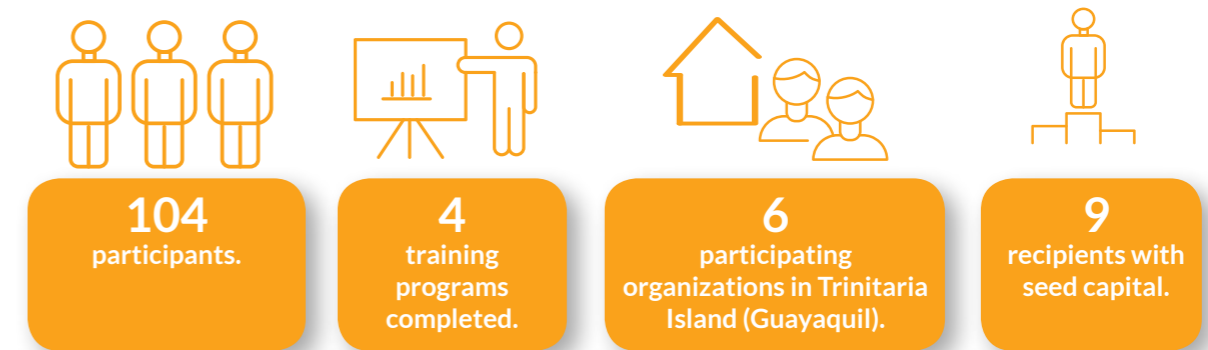 104
participants.
4
training
programs
completed.
6
participating
organizations in Trinitaria
Island (Guayaquil).
9
recipients with
seed capital.